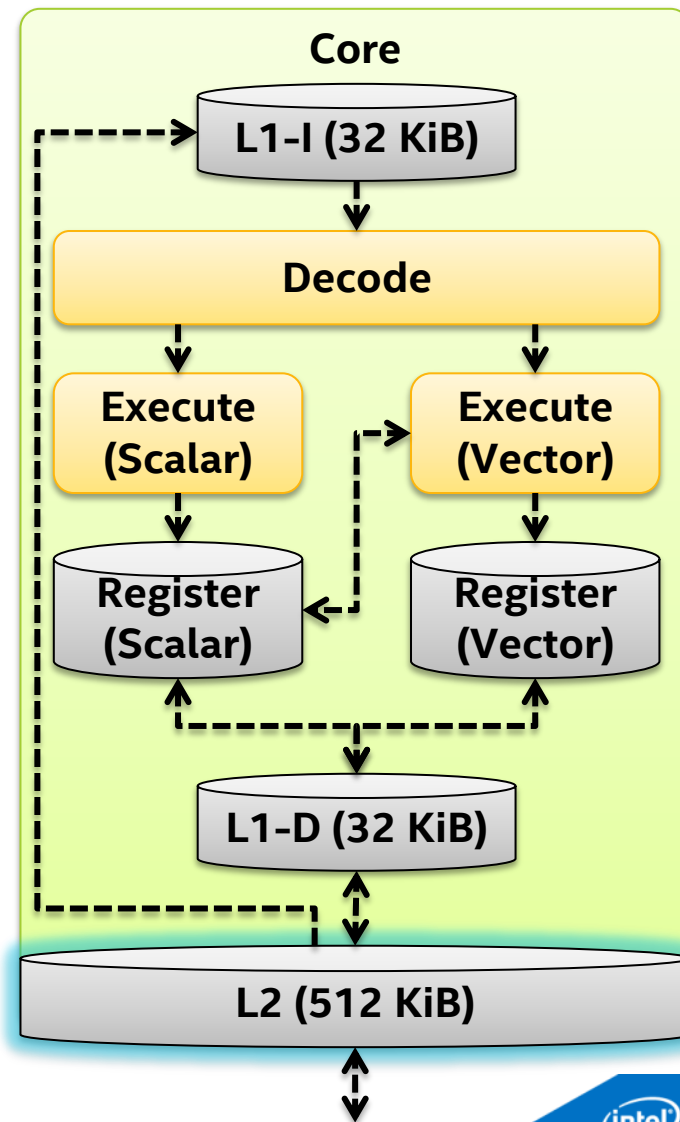 Core
L1-I (32 KiB)
Decode
Execute
(Scalar)
Execute
(Vector)
Register
(Scalar)
Register
(Vector)
L1-D (32 KiB)
L2 (512 KiB)
(intel)